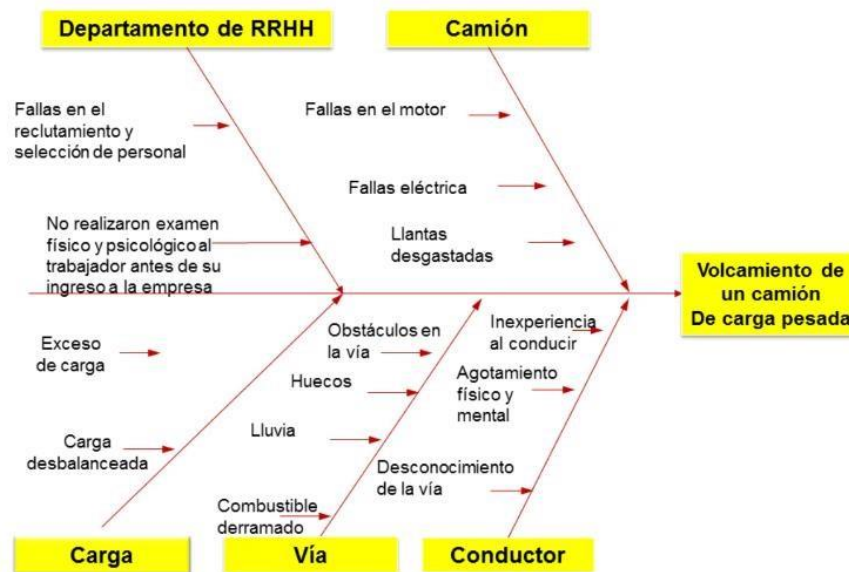 Departamento de RRHH
Camión
Fallas en el
reclutamiento y
selección de personal
No realizaron examen
físico y psicológico al
trabajador antes de su
ingreso a la empresa
Fallas en el motor
Fallas eléctrica
Llantas
desgastadas
Volcamiento de
un camión
De carga pesada
Exceso
de carga
Carga
desbalanceada
Obstáculos en
la vía
Huecos
Lluvia
Combustible
derramado
Inexperiencia
al conducir
Agotamiento
físico y
mental
Desconocimiento
de la vía
Carga
Vía
Conductor